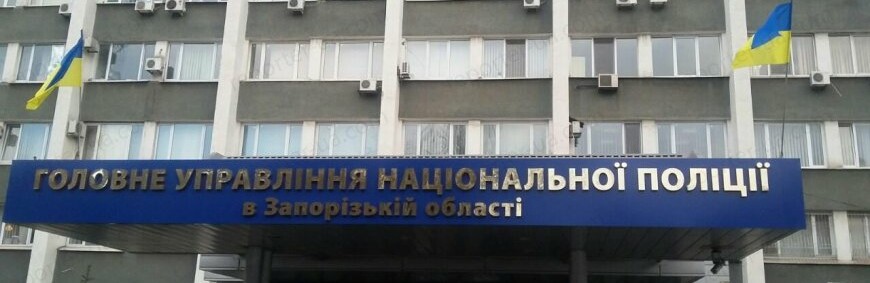 ГОЛОВНЕ УПРАВЛІННЯ НАЦІОНАЛЬНОЇ ПОЛІЦІЇ
в Запорізькій області